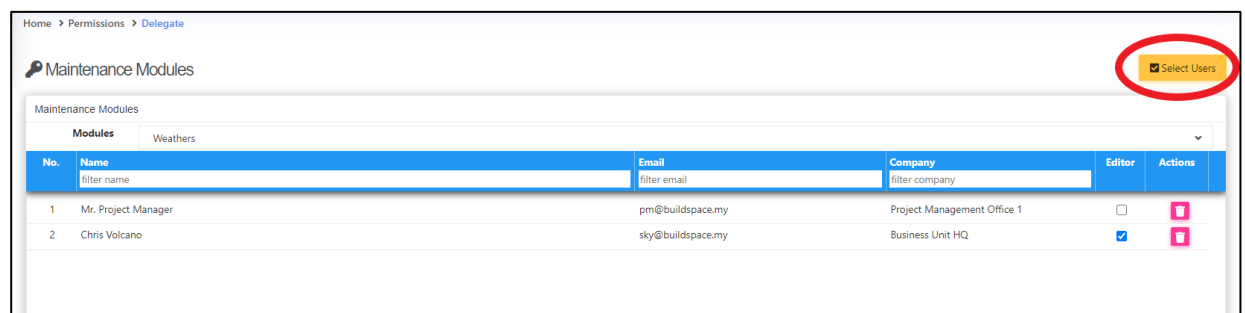 Home > Permissions > Delegate
Maintenance Modules
Select Users
Maintenance Modules
Modules Weathers
No. Name Email Company Editor Actions
filter name filter email filter company
1 Mr. Project Manager pm@buildspace.my Project Management Office 1
2 Chris Volcano sky@buildspace.my Business Unit HQ